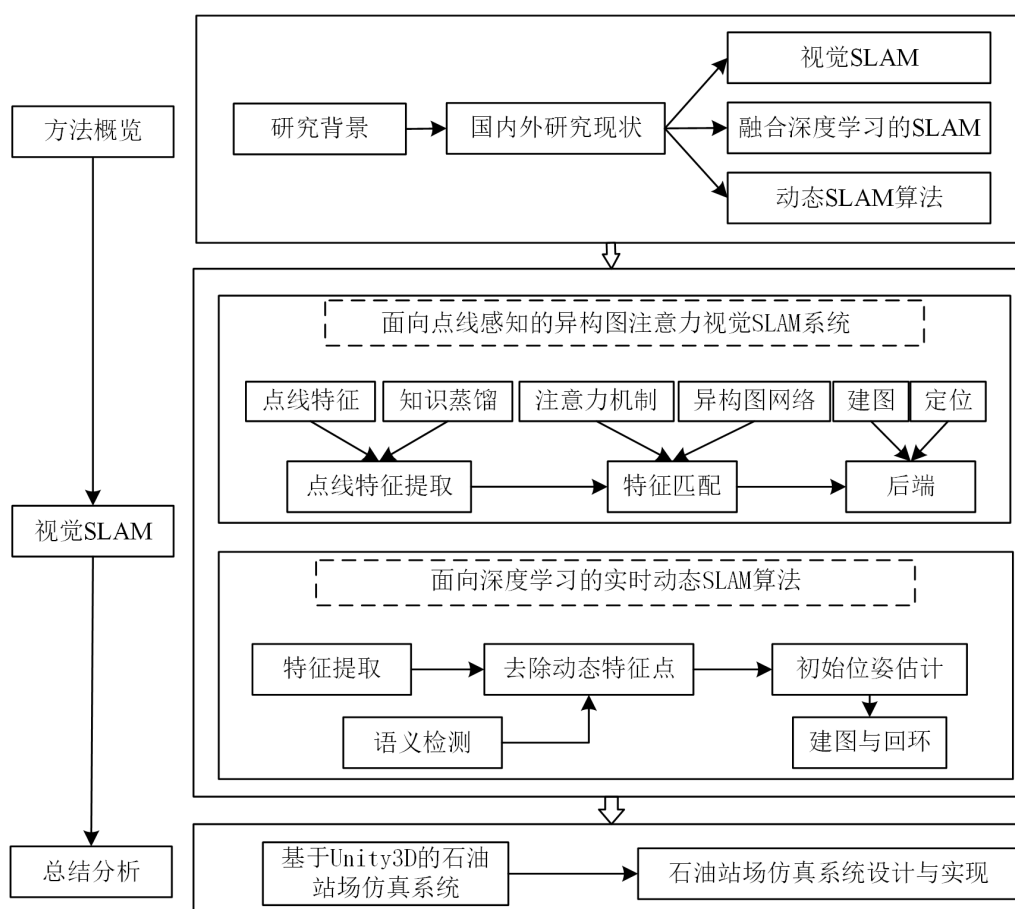 方法概览
研究背景
国内外研究现状
视觉SLAM
融合深度学习的SLAM
动态SLAM算法
视觉SLAM
面向点线感知的异构图注意力视觉SLAM系统
点线特征
知识蒸馏
注意力机制
异构图网络
建图
定位
点线特征提取
特征匹配
后端
面向深度学习的实时动态SLAM算法
特征提取
去除动态特征点
初始位姿估计
语义检测
建图与回环
总结分析
基于Unity3D的石油
站场仿真系统
石油站场仿真系统设计与实现